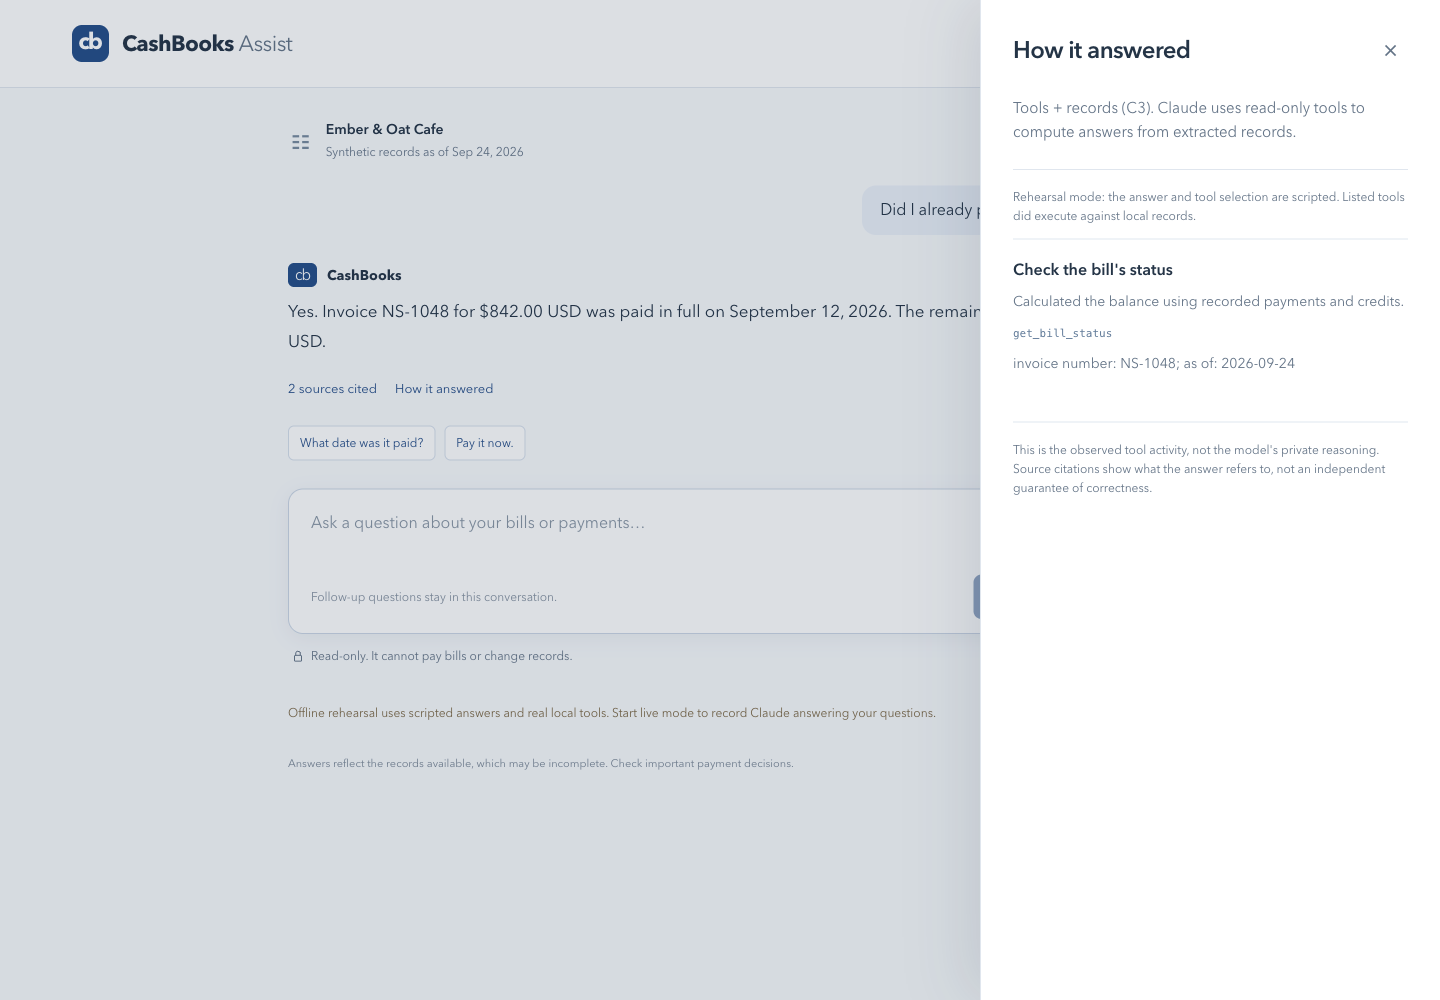 cb CashBooks Assist
Ember & Oat Cafe
Synthetic records as of Sep 24, 2026
Did I already
cb CashBooks
Yes. Invoice NS-1048 for $842.00 USD was paid in full on September 12, 2026. The remain
USD.
2 sources cited How it answered
What date was it paid? Pay it now.
Ask a question about your bills or payments…
Follow-up questions stay in this conversation.
Read-only. It cannot pay bills or change records.
Offline rehearsal uses scripted answers and real local tools. Start live mode to record Claude answering your questions.
Answers reflect the records available, which may be incomplete. Check important payment decisions.
How it answered
Tools + records (C3). Claude uses read-only tools to
compute answers from extracted records.
Rehearsal mode: the answer and tool selection are scripted. Listed tools
did execute against local records.
Check the bill's status
Calculated the balance using recorded payments and credits.
get_bill_status
invoice number: NS-1048; as of: 2026-09-24
This is the observed tool activity, not the model's private reasoning.
Source citations show what the answer refers to, not an independent
guarantee of correctness.